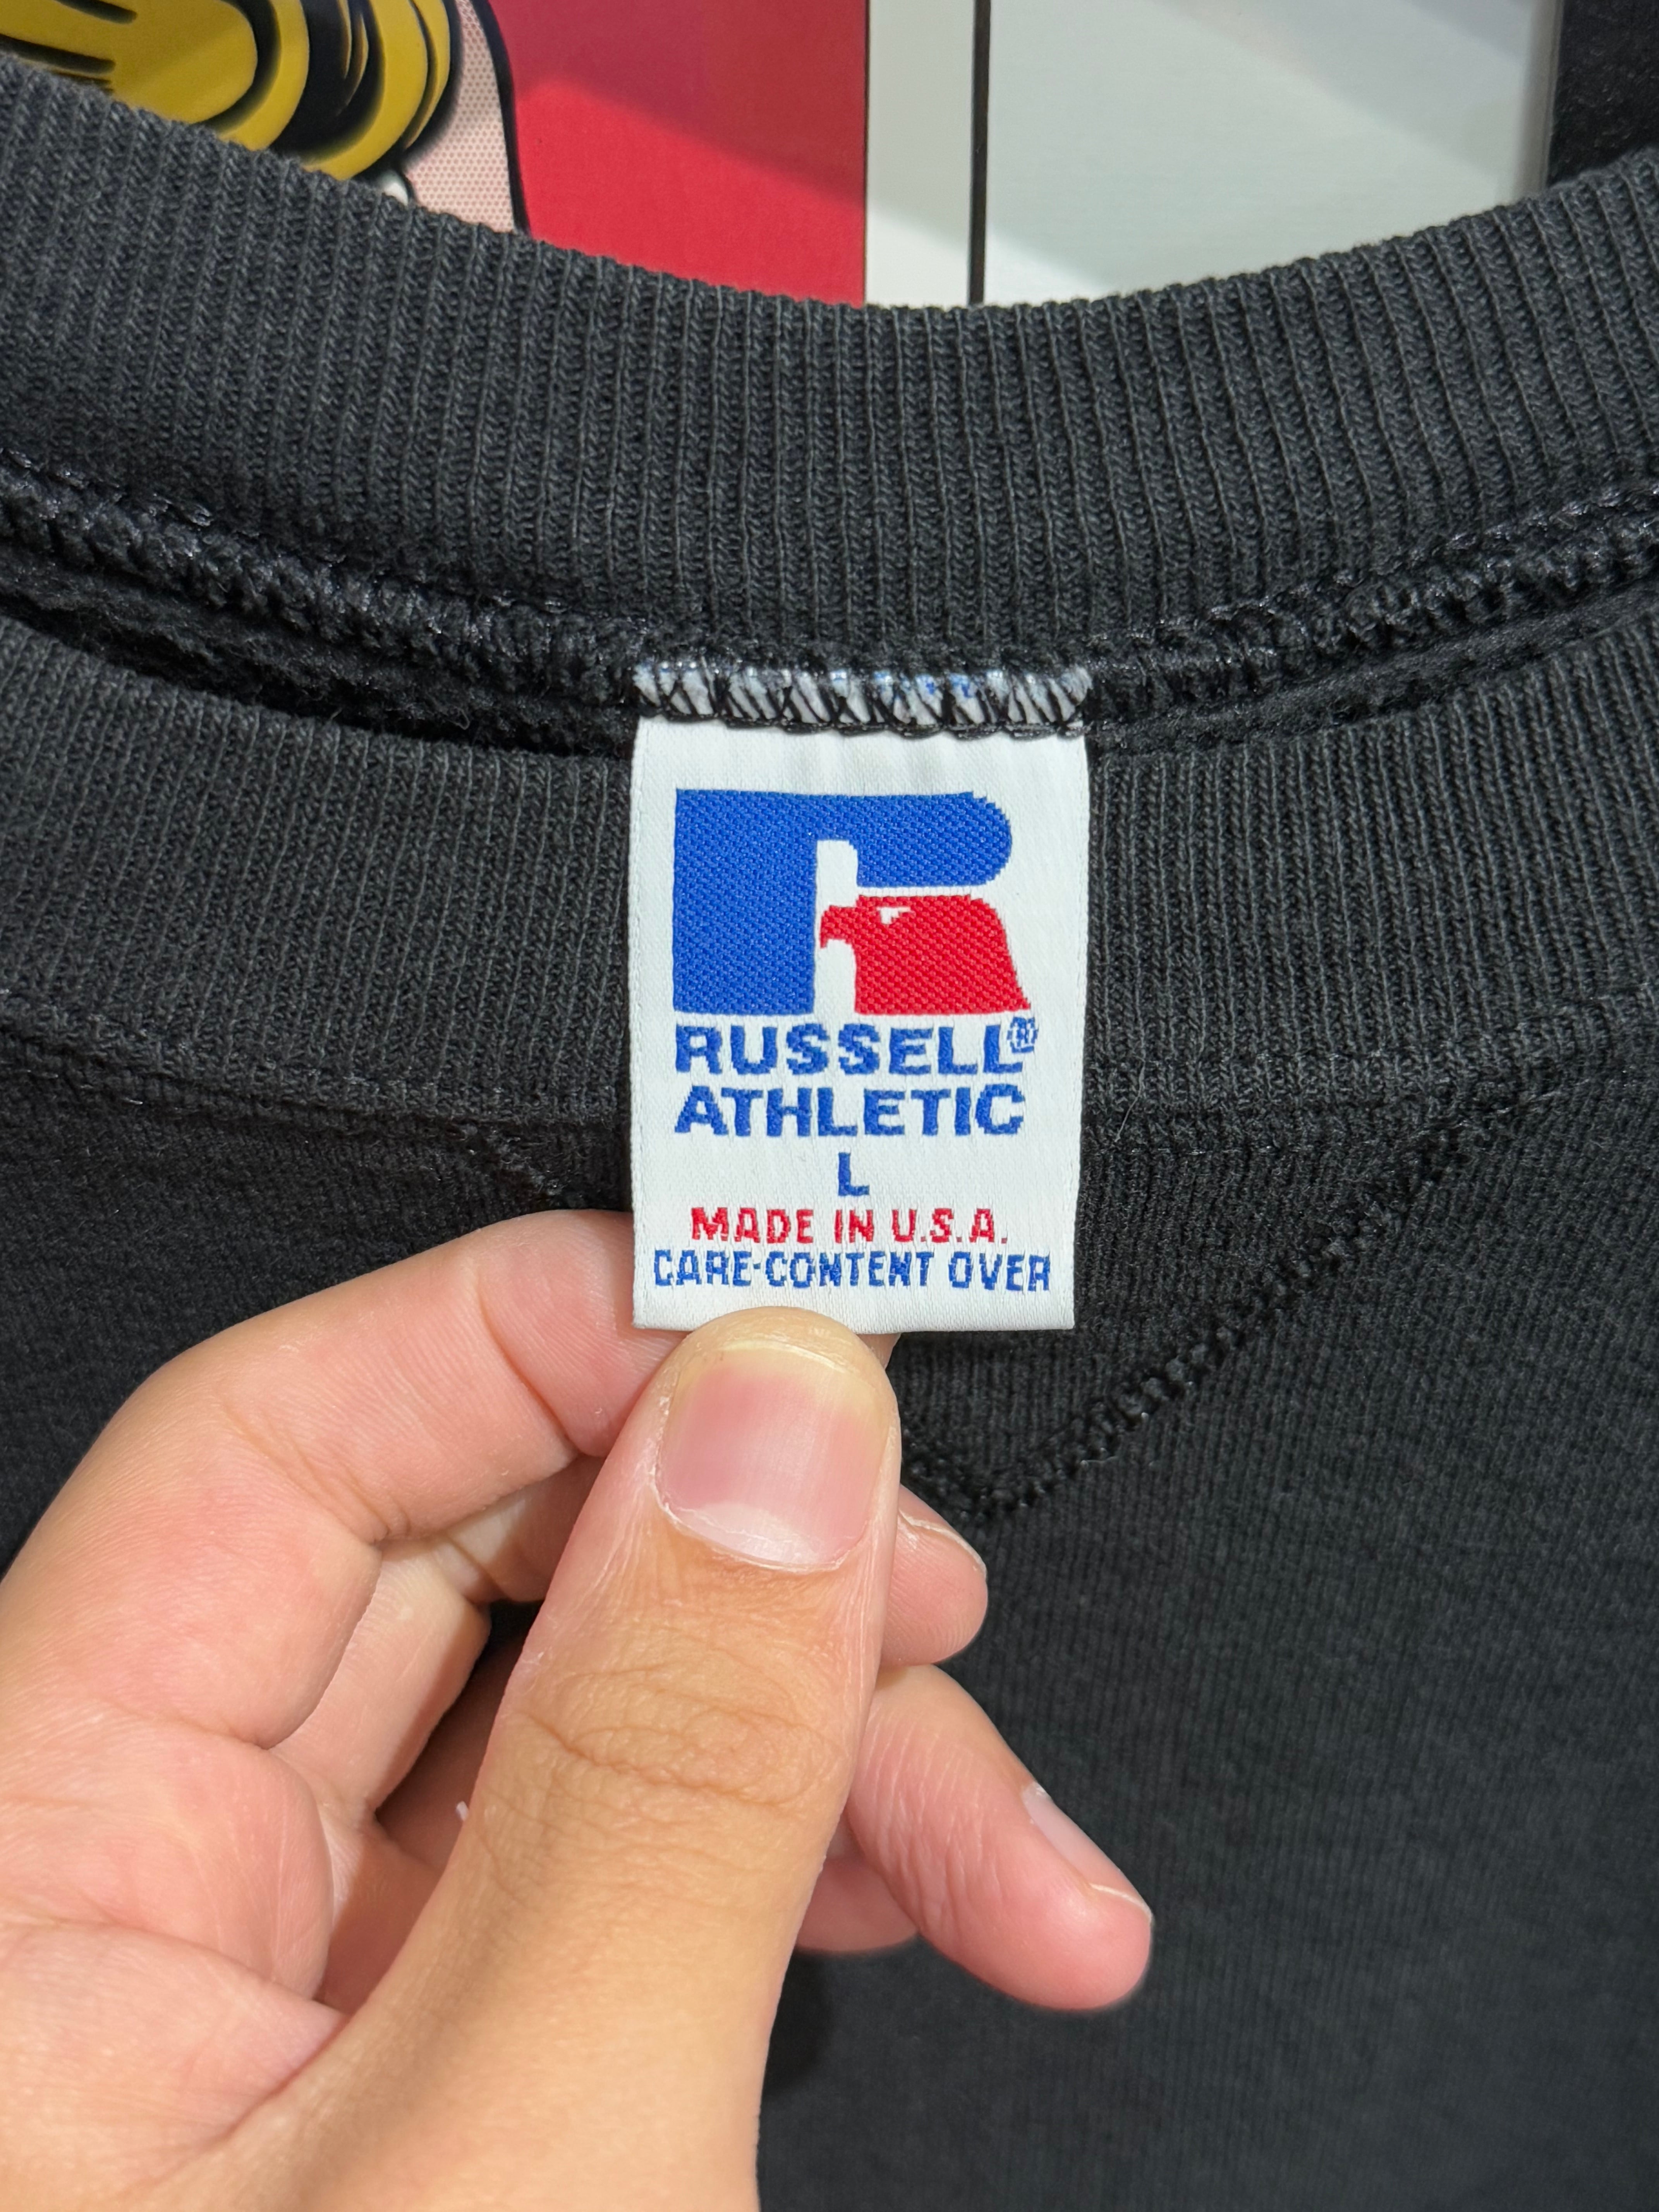 RUSSELL®
ATHLETIC
L
MADE IN U.S.A.
CARE-CONTENT OVER